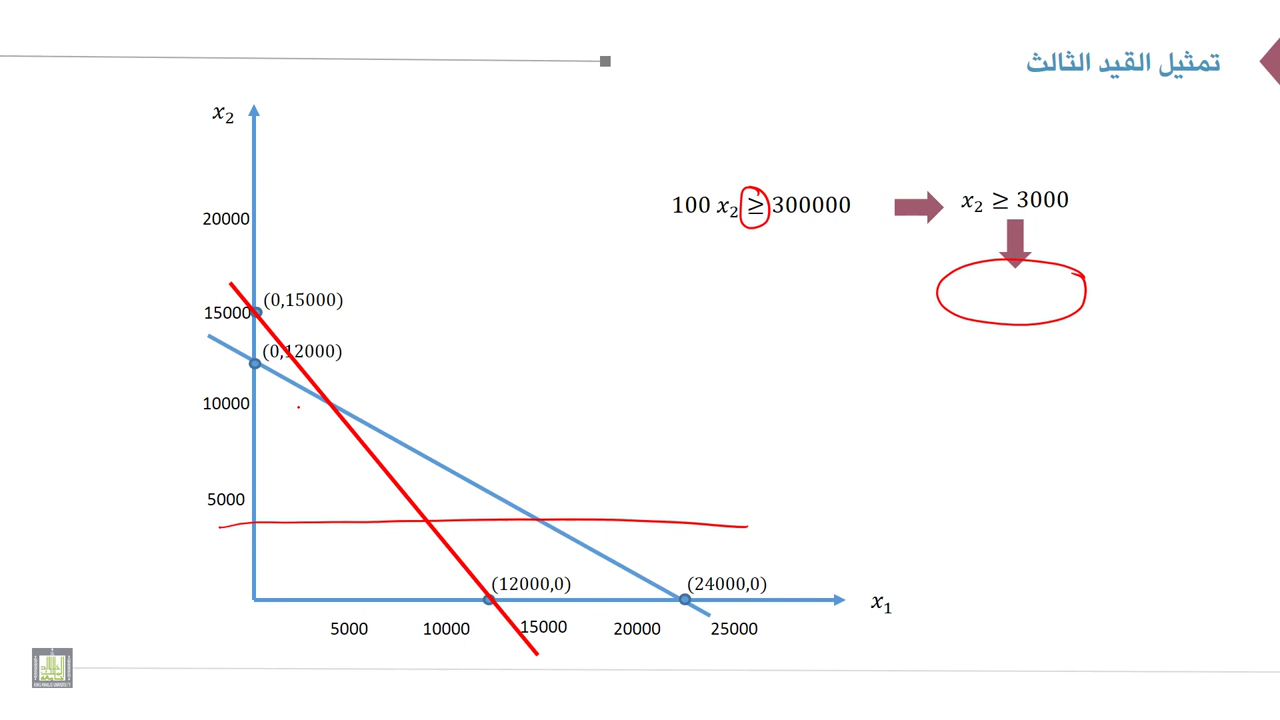 تمثيل القيد الثالث
x₂
100 x₂ ≥ 300000
x₂ ≥ 3000
20000
(0,15000)
15000
(0,12000)
10000
5000
(12000,0)
(24000,0)
x₁
5000
10000
15000
20000
25000